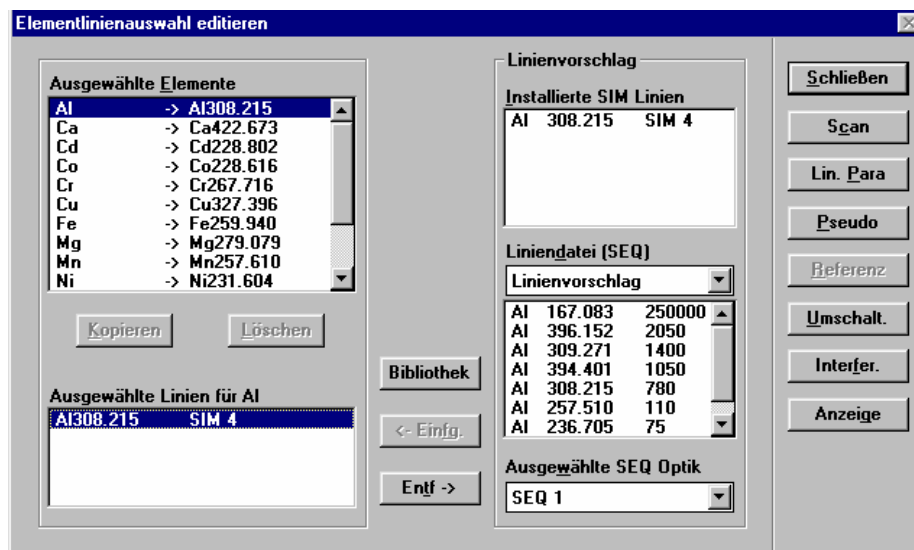 Elementlinienauswahl editieren
Ausgewählte Elemente
Al -> Al308.215
Ca -> Ca422.673
Cd -> Cd228.802
Co -> Co228.616
Cr -> Cr267.716
Cu -> Cu327.396
Fe -> Fe259.940
Mg -> Mg279.079
Mn -> Mn257.610
Ni -> Ni231.604
Kopieren
Löschen
Ausgewählte Linien für Al
Al308.215 SIM 4
Bibliothek
<- Einfg.
Entf ->
Linienvorschlag
Installierte SIM Linien
Al 308.215 SIM 4
Liniendatei (SEQ)
Linienvorschlag
Al 167.083 250000
Al 396.152 2050
Al 309.271 1400
Al 394.401 1050
Al 308.215 780
Al 257.510 110
Al 236.705 75
Ausgewählte SEQ Optik
SEQ 1
Schließen
Scan
Lin. Para
Pseudo
Referenz
Umschalt.
Interfer.
Anzeige